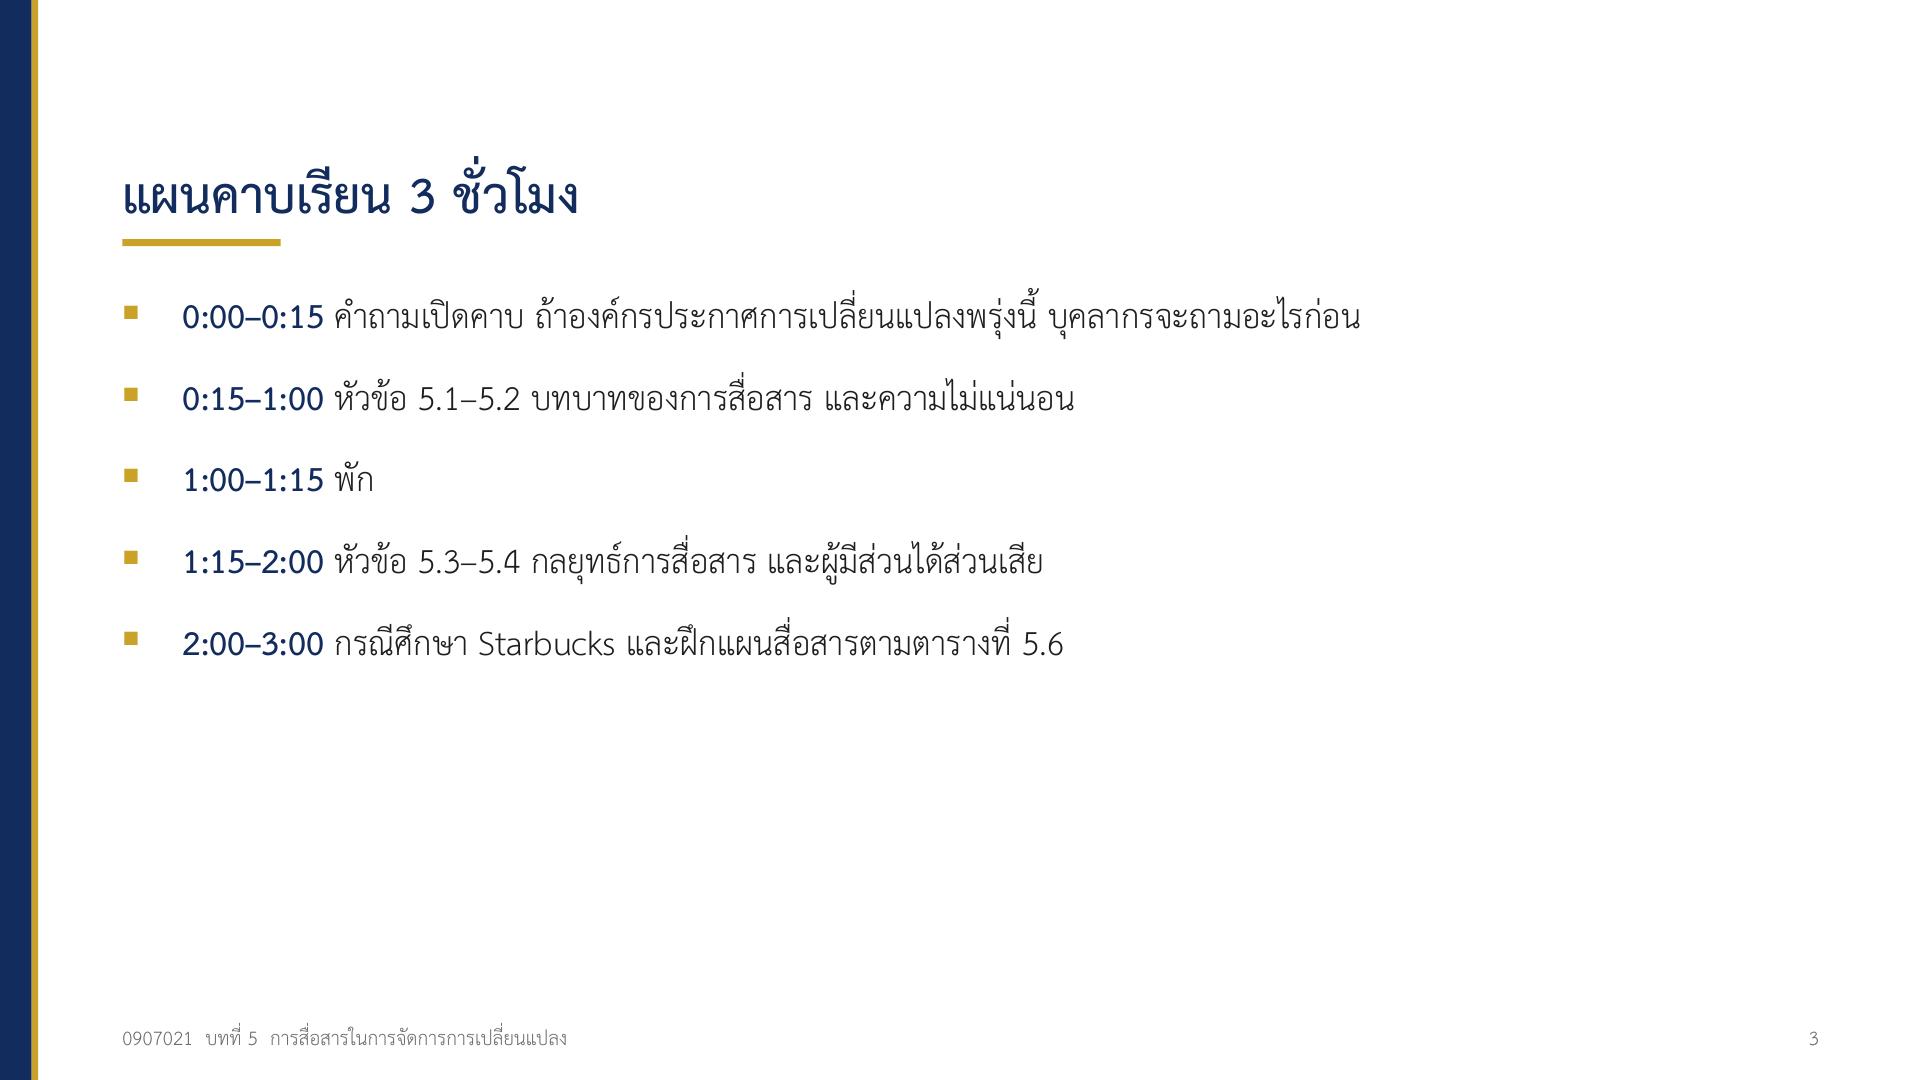 แผนคาบเรียน 3 ชั่วโมง
0:00–0:15 คำถามเปิดคาบ ถ้าองค์กรประกาศการเปลี่ยนแปลงพรุ่งนี้ บุคลากรจะถามอะไรก่อน
0:15–1:00 หัวข้อ 5.1–5.2 บทบาทของการสื่อสาร และความไม่แน่นอน
1:00–1:15 พัก
1:15–2:00 หัวข้อ 5.3–5.4 กลยุทธ์การสื่อสาร และผู้มีส่วนได้ส่วนเสีย
2:00–3:00 กรณีศึกษา Starbucks และฝึกแผนสื่อสารตามตารางที่ 5.6
0907021 บทที่ 5 การสื่อสารในการจัดการการเปลี่ยนแปลง
3